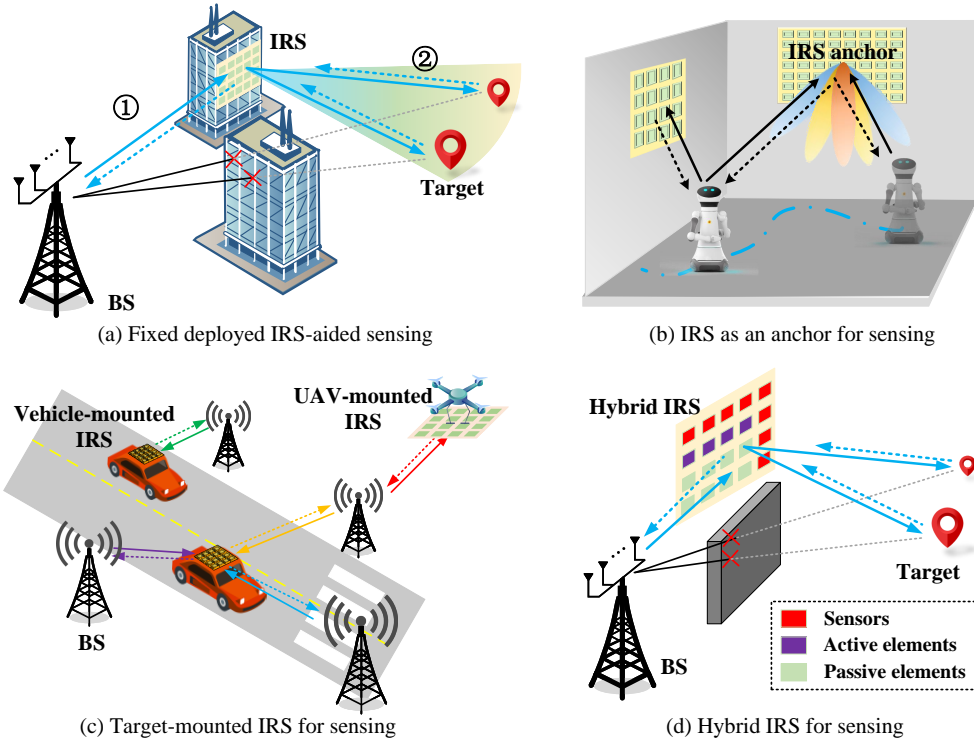 IRS
①
②
Target
BS
(a) Fixed deployed IRS-aided sensing
IRS anchor
(b) IRS as an anchor for sensing
Vehicle-mounted
IRS
UAV-mounted
IRS
BS
(c) Target-mounted IRS for sensing
Hybrid IRS
Target
BS
Sensors
Active elements
Passive elements
(d) Hybrid IRS for sensing